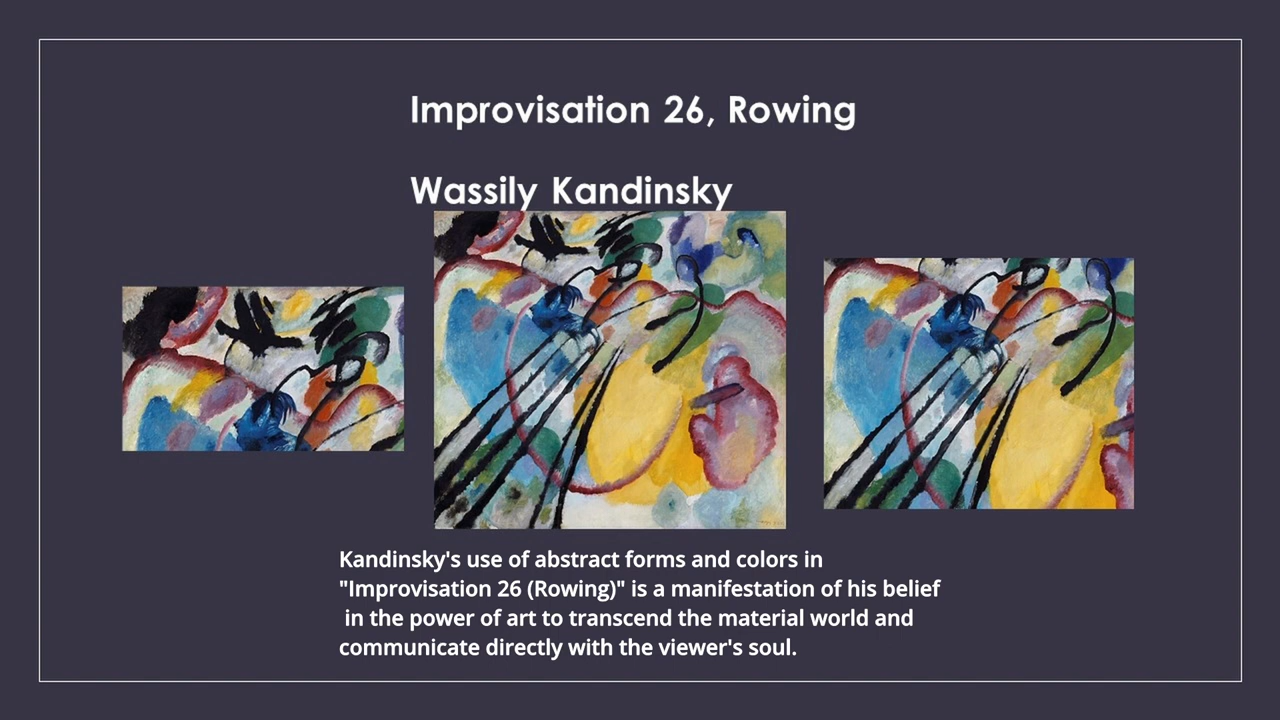 Improvisation 26, Rowing
Wassily Kandinsky
Kandinsky's use of abstract forms and colors in
"Improvisation 26 (Rowing)" is a manifestation of his belief
in the power of art to transcend the material world and
communicate directly with the viewer's soul.